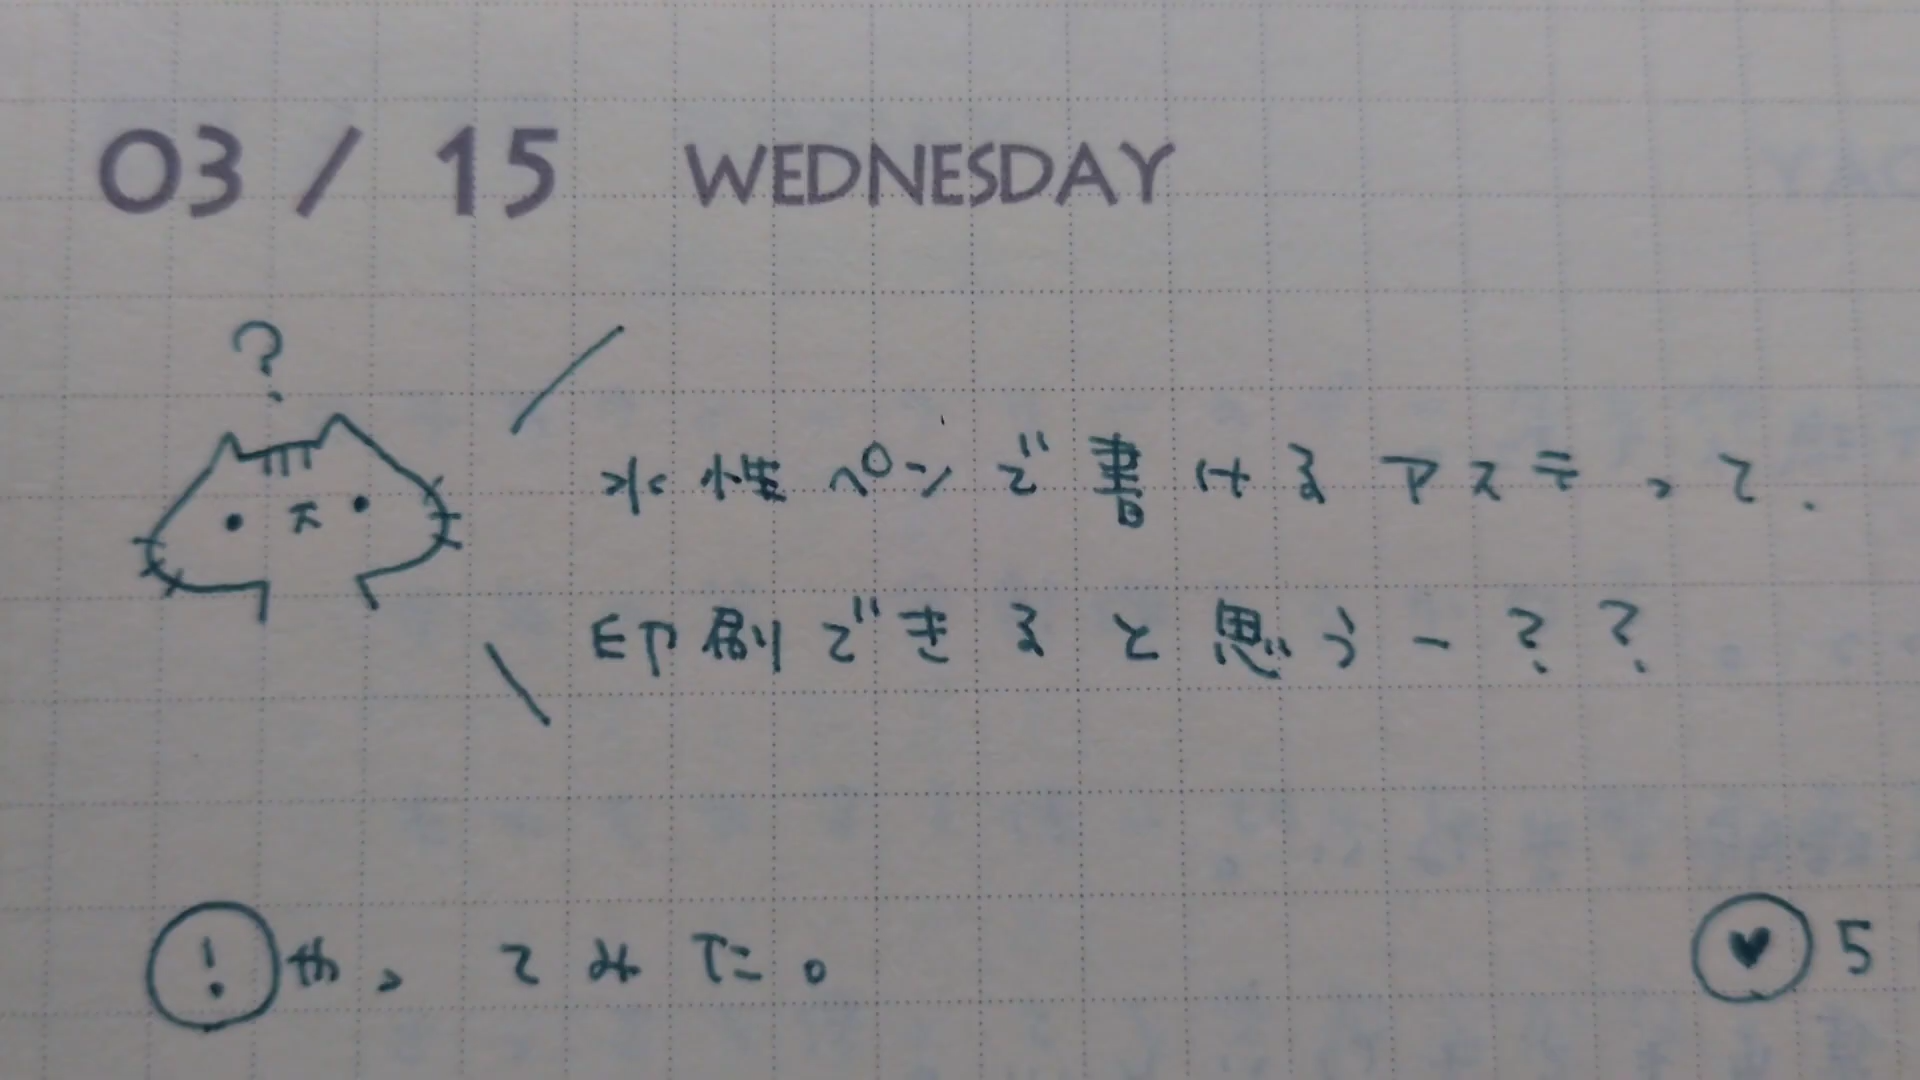 03 / 15 WEDNESDAY
?
水性ペンで書けるアステって.
印刷できると思うー??
! やってみた。
♥ 5